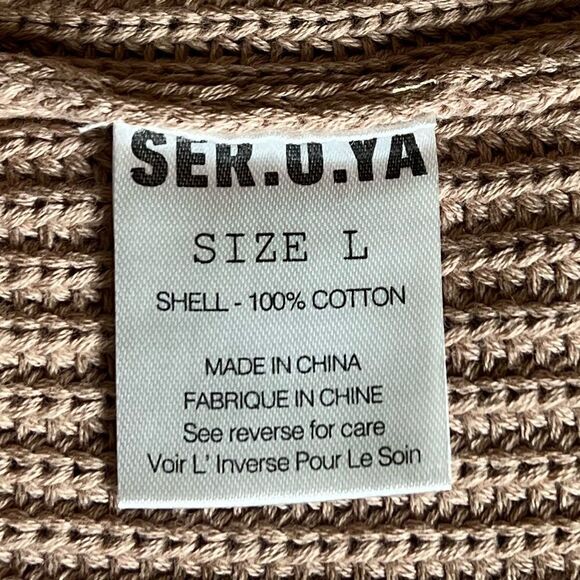 SER.O.YA
SIZE L
SHELL - 100% COTTON
MADE IN CHINA
FABRIQUE IN CHINE
See reverse for care
Voir L' Inverse Pour Le Soin